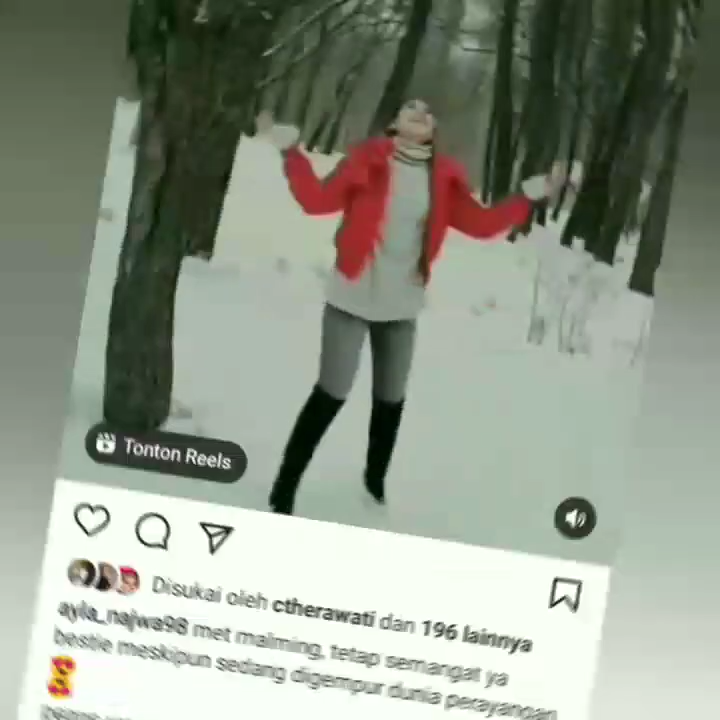 Tonton Reels
Disukai oleh ctherawati dan 196 lainnya
ayla_najwa98 met malming, tetap semangat ya
bestie meskipun sedang digempur dunia perayangan